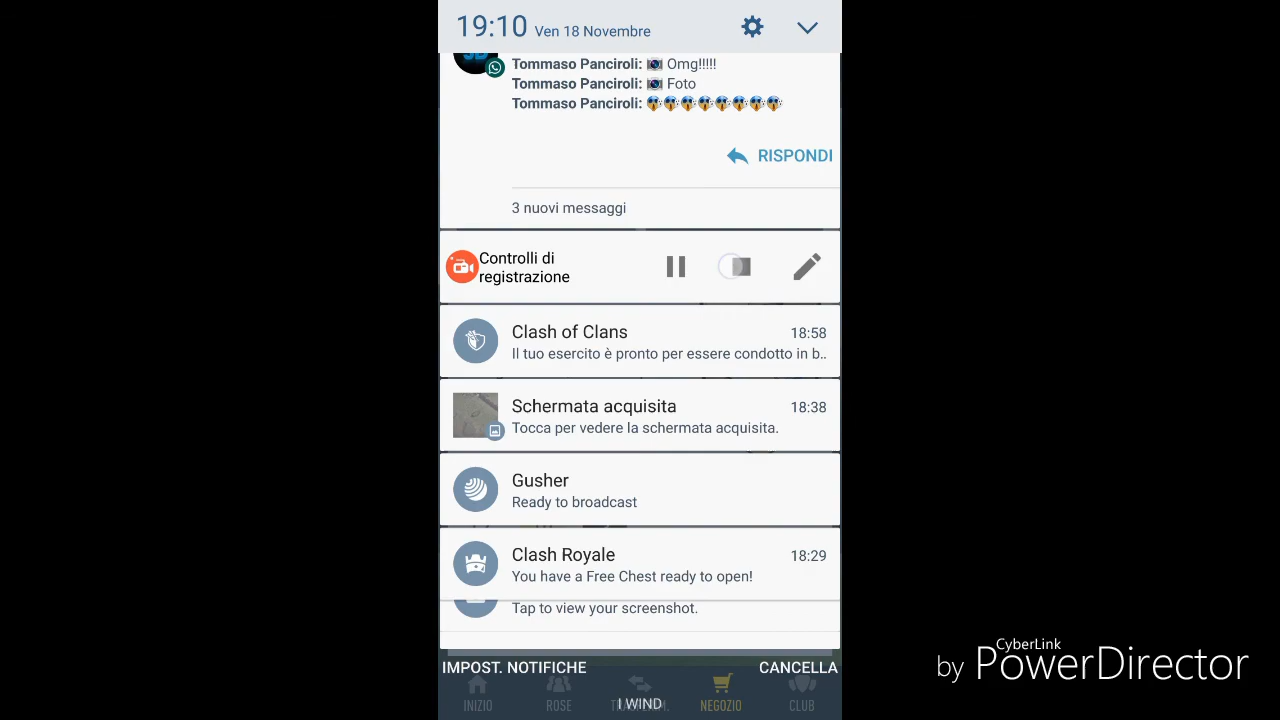 19:10 Ven 18 Novembre
Tommaso Panciroli: 📷 Omg!!!!!
Tommaso Panciroli: 📷 Foto
Tommaso Panciroli: 😱😱😱😱😱😱😱😱
RISPONDI
3 nuovi messaggi
Controlli di
registrazione
Clash of Clans 18:58
Il tuo esercito è pronto per essere condotto in b..
Schermata acquisita 18:38
Tocca per vedere la schermata acquisita.
Gusher
Ready to broadcast
Clash Royale 18:29
You have a Free Chest ready to open!
Tap to view your screenshot.
IMPOST. NOTIFICHE CANCELLA
I WIND
INIZIO ROSE NEGOZIO CLUB
CyberLink
by PowerDirector